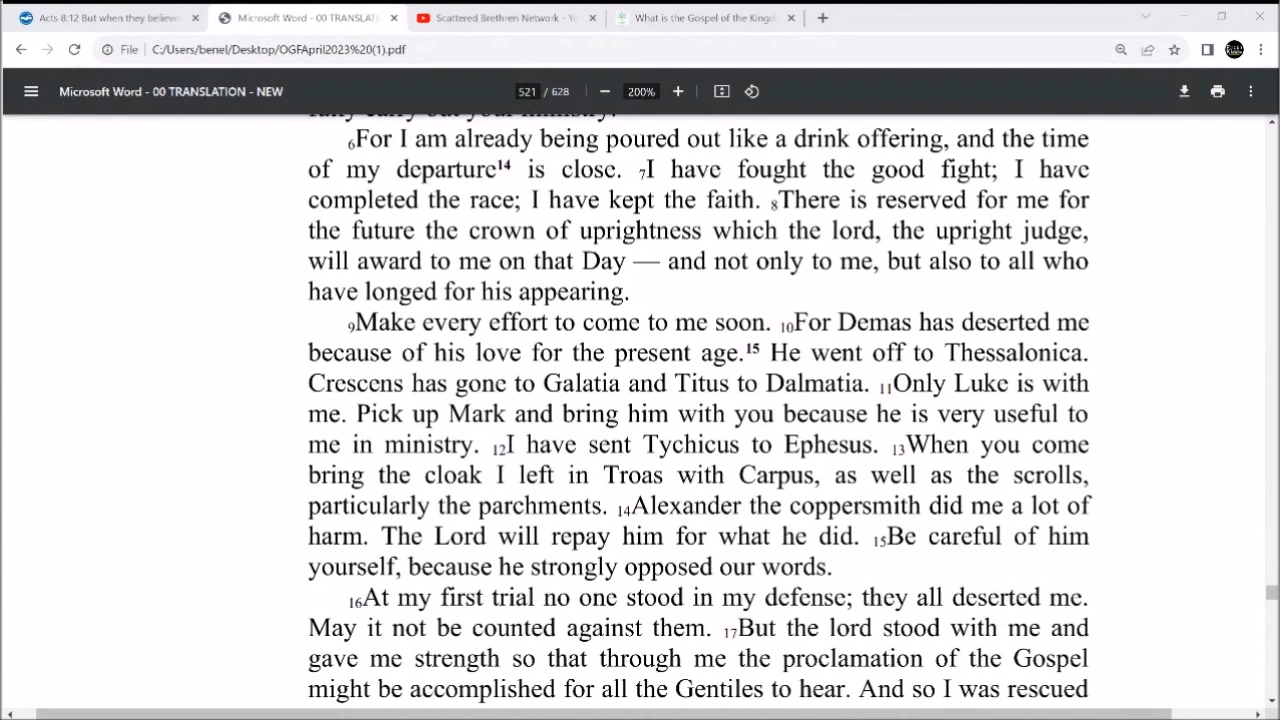 Acts 8:12 But when they believe
Microsoft Word - 00 TRANSLATI
Scattered Brethren Network - Yo
What is the Gospel of the Kingd
File C:/Users/benel/Desktop/OGFApril2023%20(1).pdf
Microsoft Word - 00 TRANSLATION - NEW 521 / 628 200%
fully carry out your ministry.
6For I am already being poured out like a drink offering, and the time
of my departure14 is close. 7I have fought the good fight; I have
completed the race; I have kept the faith. 8There is reserved for me for
the future the crown of uprightness which the lord, the upright judge,
will award to me on that Day — and not only to me, but also to all who
have longed for his appearing.
9Make every effort to come to me soon. 10For Demas has deserted me
because of his love for the present age.15 He went off to Thessalonica.
Crescens has gone to Galatia and Titus to Dalmatia. 11Only Luke is with
me. Pick up Mark and bring him with you because he is very useful to
me in ministry. 12I have sent Tychicus to Ephesus. 13When you come
bring the cloak I left in Troas with Carpus, as well as the scrolls,
particularly the parchments. 14Alexander the coppersmith did me a lot of
harm. The Lord will repay him for what he did. 15Be careful of him
yourself, because he strongly opposed our words.
16At my first trial no one stood in my defense; they all deserted me.
May it not be counted against them. 17But the lord stood with me and
gave me strength so that through me the proclamation of the Gospel
might be accomplished for all the Gentiles to hear. And so I was rescued